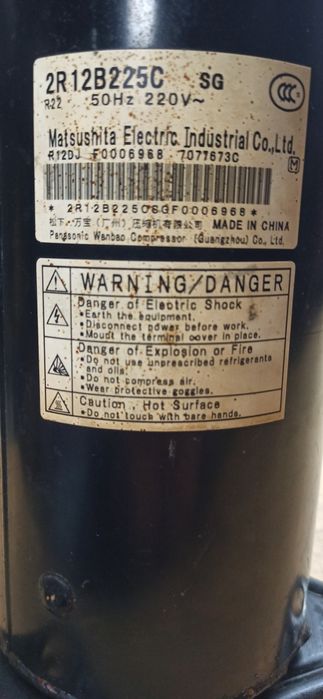 2R12B225C SG
R22 50Hz 220V~
Matsushita Electric Industrial Co.,Ltd.
R12DJ F0006968 7077673C
*2R12B225CSGF0006968*
松下·万宝(广州)压缩机有限公司 MADE IN CHINA
Panasonic Wanbao Compressor (Guangzhou) Co., Ltd.
WARNING/DANGER
Danger of Electric Shock
•Earth the equipment.
•Disconnect power before work.
•Mount the terminal cover in place.
Danger of Explosion or Fire
•Do not use unprescribed refrigerants
and oils.
•Do not compress air.
•Wear protective goggles.
Caution, Hot Surface
•Do not touch with bare hands.